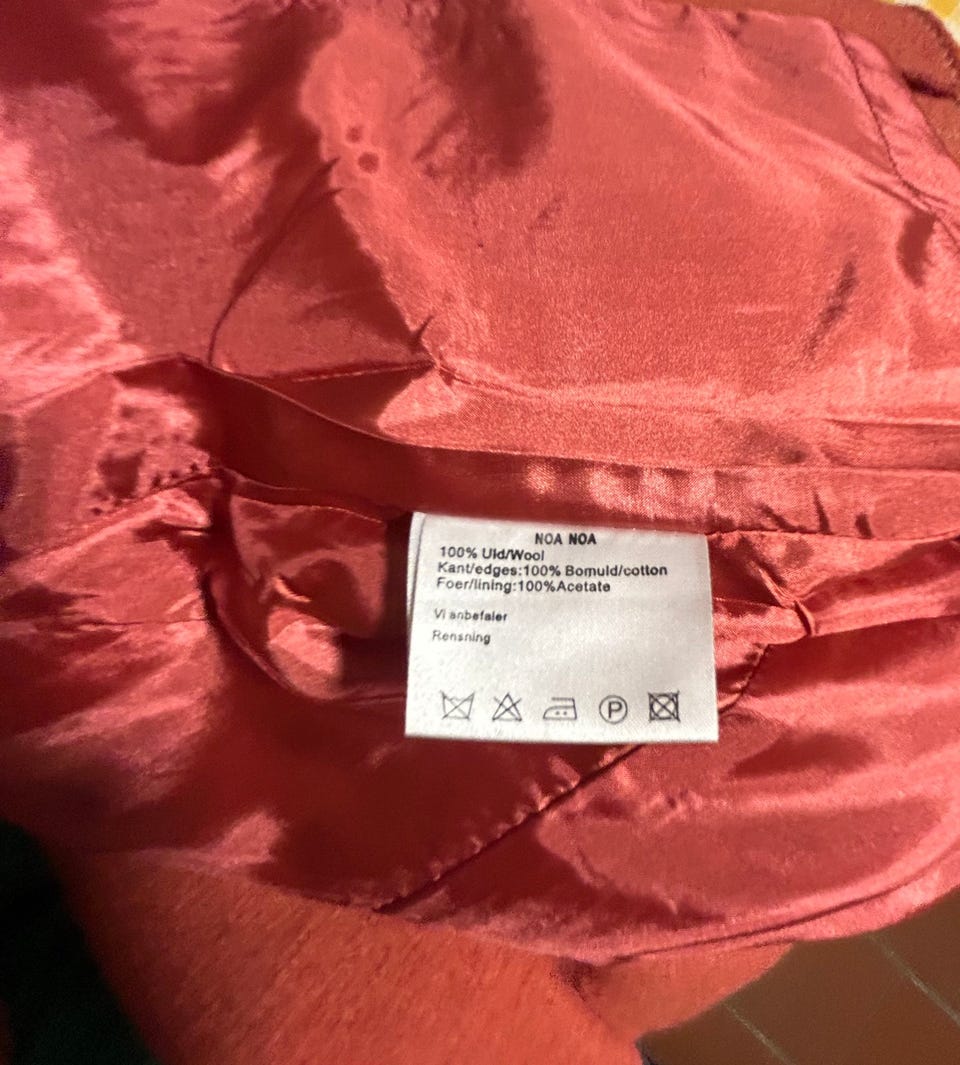 NOA NOA
100% Uld/Wool
Kant/edges:100% Bomuld/cotton
Foer/lining:100%Acetate
Vi anbefaler
Rensning
P